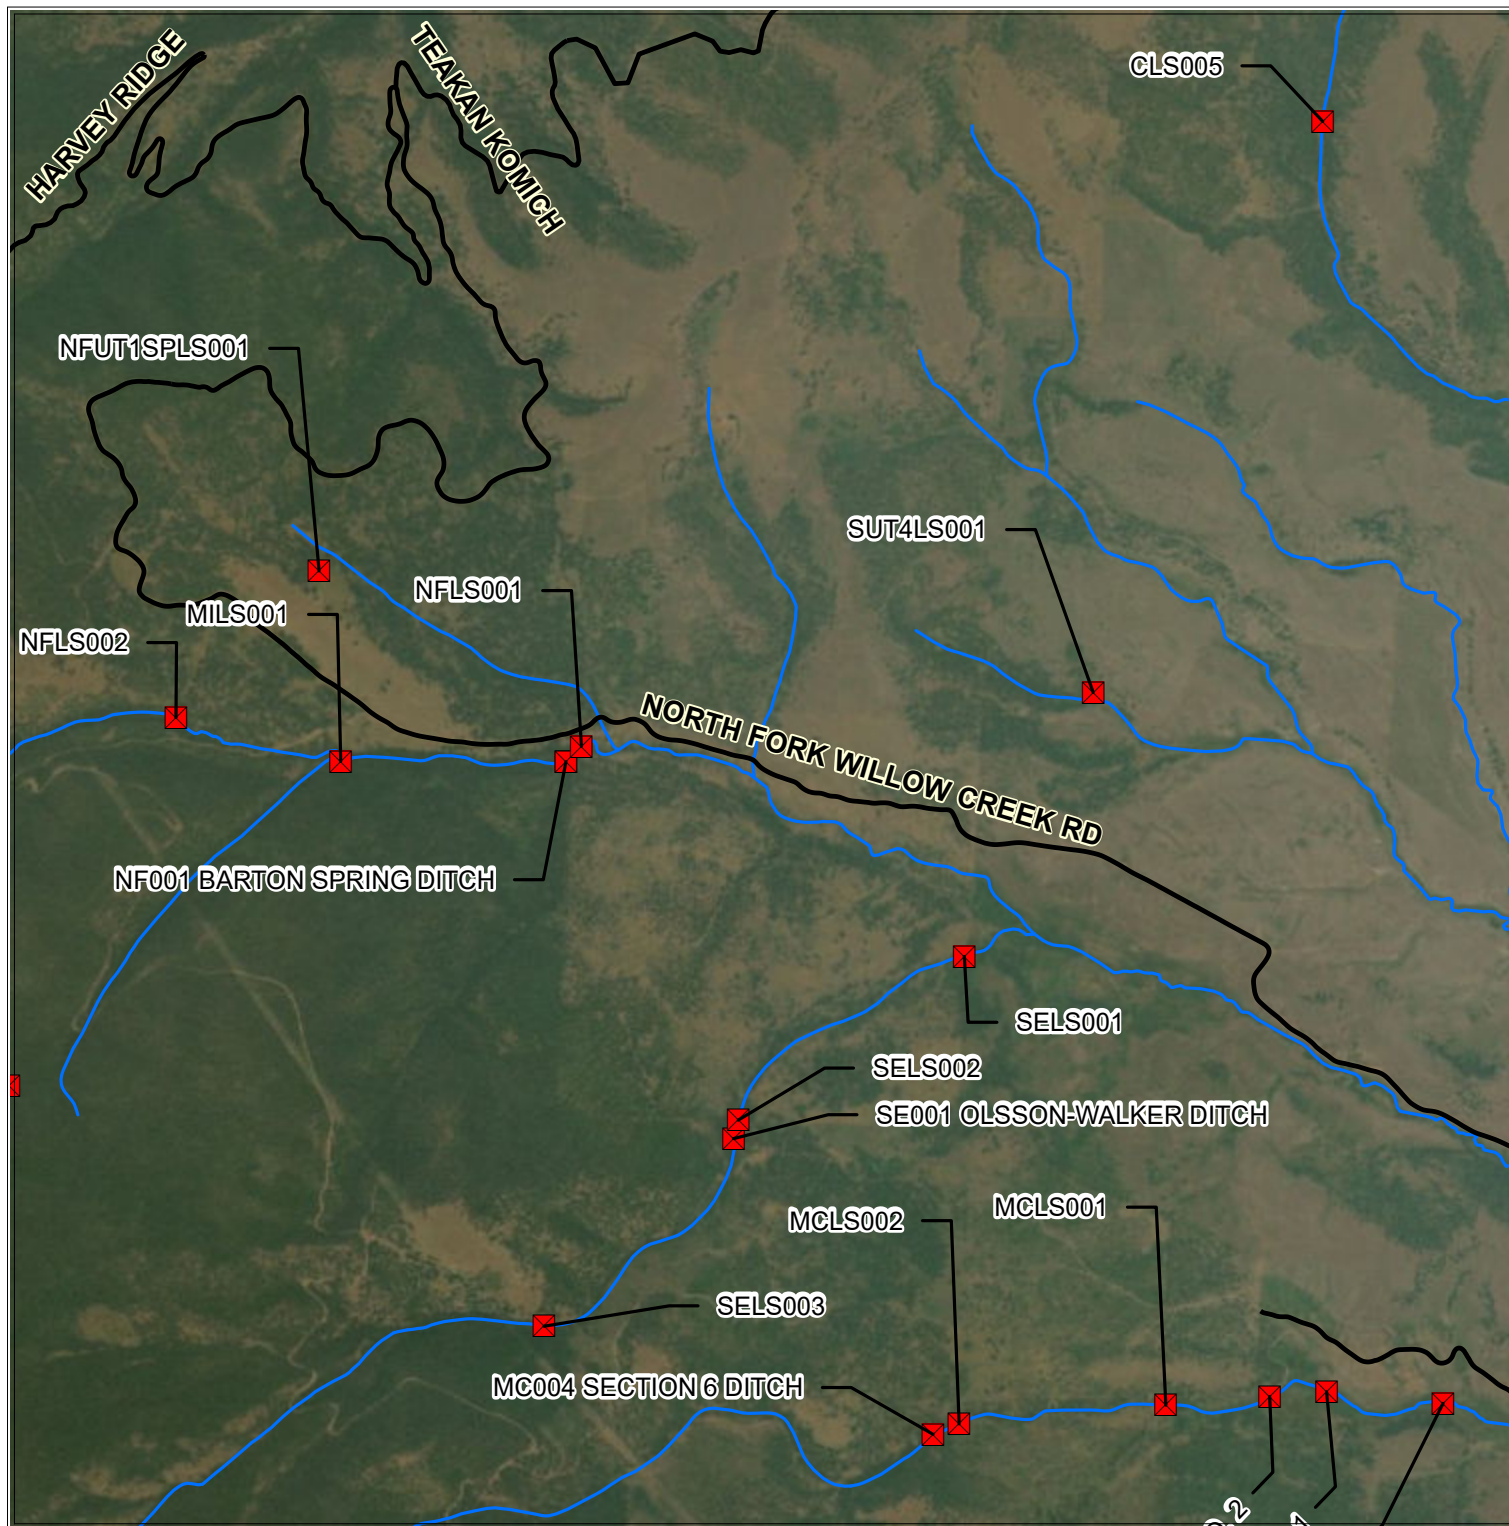 HARVEY RIDGE
TEAKAN KOMICH
CLS005
NFUT1SPLS001
SUT4LS001
NFLS001
MILS001
NFLS002
NORTH FORK WILLOW CREEK RD
NF001 BARTON SPRING DITCH
SELS001
SELS002
SE001 OLSSON-WALKER DITCH
MCLS002
MCLS001
SELS003
MC004 SECTION 6 DITCH